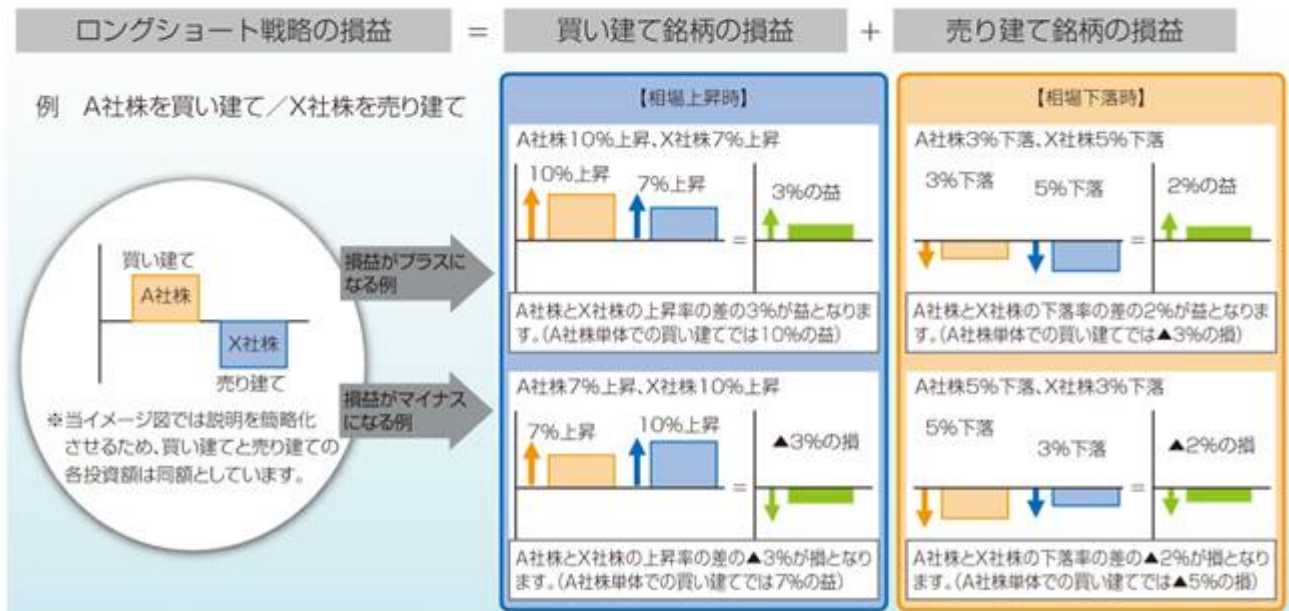 ロングショート戦略の損益 = 買い建て銘柄の損益 + 売り建て銘柄の損益
例 A社株を買い建て／X社株を売り建て
買い建て
A社株
X社株
売り建て
※当イメージ図では説明を簡略化
させるため、買い建てと売り建ての
各投資額は同額としています。
損益がプラスに
なる例
損益がマイナス
になる例
【相場上昇時】
A社株10%上昇、X社株7%上昇
10%上昇
7%上昇
=
3%の益
A社株とX社株の上昇率の差の3%が益となりま
す。(A社株単体での買い建てでは10%の益)
A社株7%上昇、X社株10%上昇
7%上昇
10%上昇
=
▲3%の損
A社株とX社株の上昇率の差の▲3%が損となり
ます。(A社株単体での買い建てでは7%の益)
【相場下落時】
A社株3%下落、X社株5%下落
3%下落
5%下落
=
2%の益
A社株とX社株の下落率の差の2%が益となりま
す。(A社株単体での買い建てでは▲3%の損)
A社株5%下落、X社株3%下落
5%下落
3%下落
=
▲2%の損
A社株とX社株の下落率の差の▲2%が損となり
ます。(A社株単体での買い建てでは▲5%の損)